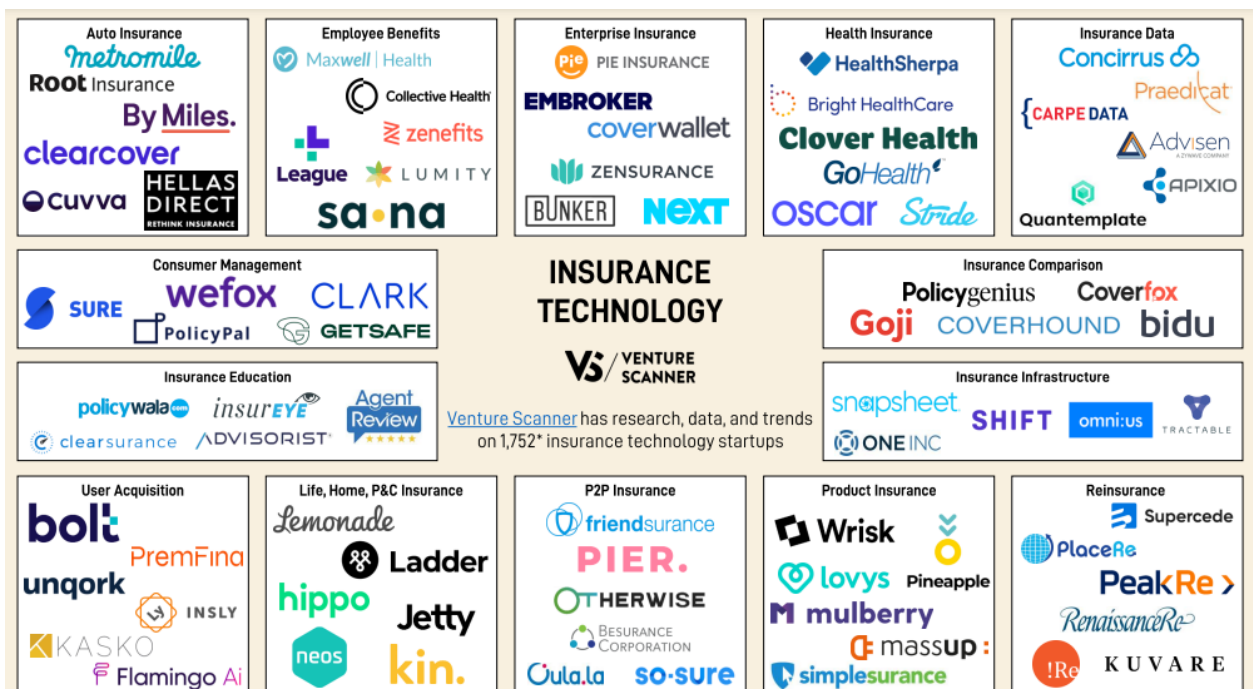 Auto Insurance
metromile
Root Insurance
By Miles.
clearcover
cuvva
HELLAS
DIRECT
RETHINK INSURANCE
Employee Benefits
Maxwell | Health
Collective Health
zenefits
League
LUMITY
sana
Enterprise Insurance
Pie PIE INSURANCE
EMBROKER
coverwallet
ZENSURANCE
BUNKER
NEXT
Health Insurance
HealthSherpa
Bright HealthCare
Clover Health
GoHealth
oscar
Stride
Insurance Data
Concirrus
Praedicat
{CARPE DATA
Advisen
A ZYWAVE COMPANY
APIXIO
Quantemplate
Consumer Management
SURE
wefox
CLARK
PolicyPal
GETSAFE
INSURANCE
TECHNOLOGY
VS/ VENTURE
SCANNER
Venture Scanner has research, data, and trends
on 1,752* insurance technology startups
Insurance Comparison
Policygenius
Coverfox
Goji
COVERHOUND
bidu
Insurance Education
policywala.com
insurEYE
Agent
Review
clearsurance
ADVISORIST
Insurance Infrastructure
snapsheet
SHIFT
omni:us
TRACTABLE
ONE INC
User Acquisition
bolt
PremFina
unqork
INSLY
KASKO
Flamingo Ai
Life, Home, P&C Insurance
Lemonade
Ladder
hippo
Jetty
neos
kin.
P2P Insurance
friendsurance
PIER.
OTHERWISE
BESURANCE
CORPORATION
Oula.la
so-sure
Product Insurance
Wrisk
lovys
Pineapple
M mulberry
massup:
simplesurance
Reinsurance
Supercede
PlaceRe
PeakRe
RenaissanceRe
!Re
KUVARE